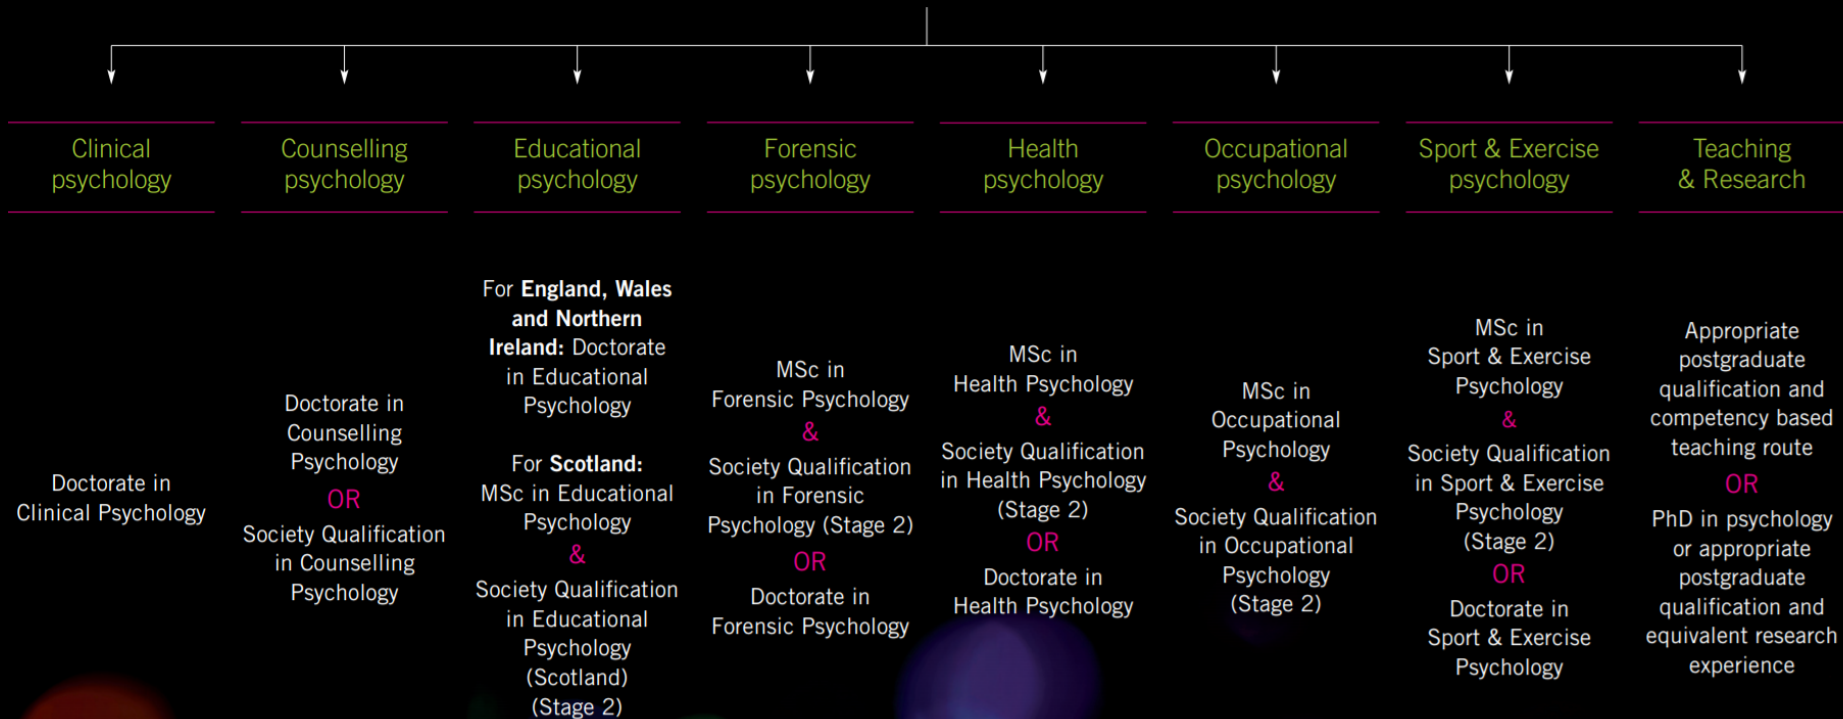 Clinical
psychology
Doctorate in
Clinical Psychology
Counselling
psychology
Doctorate in
Counselling
Psychology
OR
Society Qualification
in Counselling
Psychology
Educational
psychology
For England, Wales
and Northern
Ireland: Doctorate
in Educational
Psychology
For Scotland:
MSc in Educational
Psychology
&
Society Qualification
in Educational
Psychology
(Scotland)
(Stage 2)
Forensic
psychology
MSc in
Forensic Psychology
&
Society Qualification
in Forensic
Psychology (Stage 2)
OR
Doctorate in
Forensic Psychology
Health
psychology
MSc in
Health Psychology
&
Society Qualification
in Health Psychology
(Stage 2)
OR
Doctorate in
Health Psychology
Occupational
psychology
MSc in
Occupational
Psychology
&
Society Qualification
in Occupational
Psychology
(Stage 2)
Sport & Exercise
psychology
MSc in
Sport & Exercise
Psychology
&
Society Qualification
in Sport & Exercise
Psychology
(Stage 2)
OR
Doctorate in
Sport & Exercise
Psychology
Teaching
& Research
Appropriate
postgraduate
qualification and
competency based
teaching route
OR
PhD in psychology
or appropriate
postgraduate
qualification and
equivalent research
experience